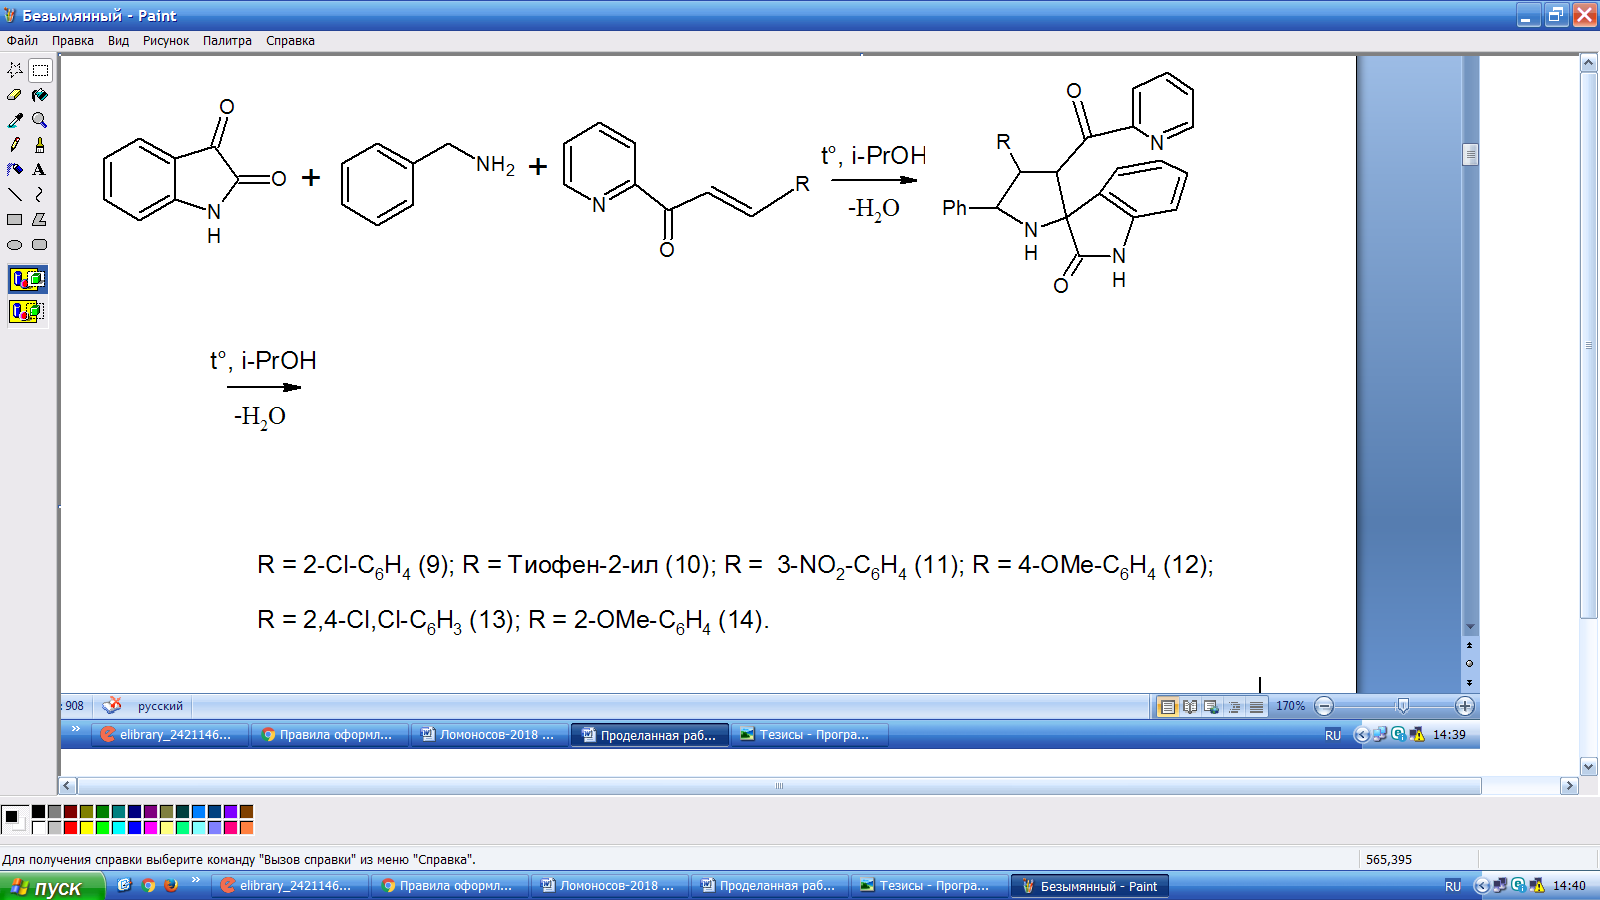 Безымянный - Paint
Файл Правка Вид Рисунок Палитра Справка
O
O
N
H
+
NH2
+
N
O
R
t°, i-PrOH
-H2O
O
N
R
Ph
N
H
O
N
H
t°, i-PrOH
-H2O
R = 2-Cl-C6H4 (9); R = Тиофен-2-ил (10); R = 3-NO2-C6H4 (11); R = 4-OMe-C6H4 (12);
R = 2,4-Cl,Cl-C6H3 (13); R = 2-OMe-C6H4 (14).
: 908 русский 170%
» elibrary_2421146... Правила оформл... Ломоносов-2018 ... Проделанная раб... Тезисы - Програ... RU 14:39
Для получения справки выберите команду "Вызов справки" из меню "Справка". 565,395
пуск » elibrary_2421146... Правила оформл... Ломоносов-2018 ... Проделанная раб... Тезисы - Програ... Безымянный - Paint RU 14:40